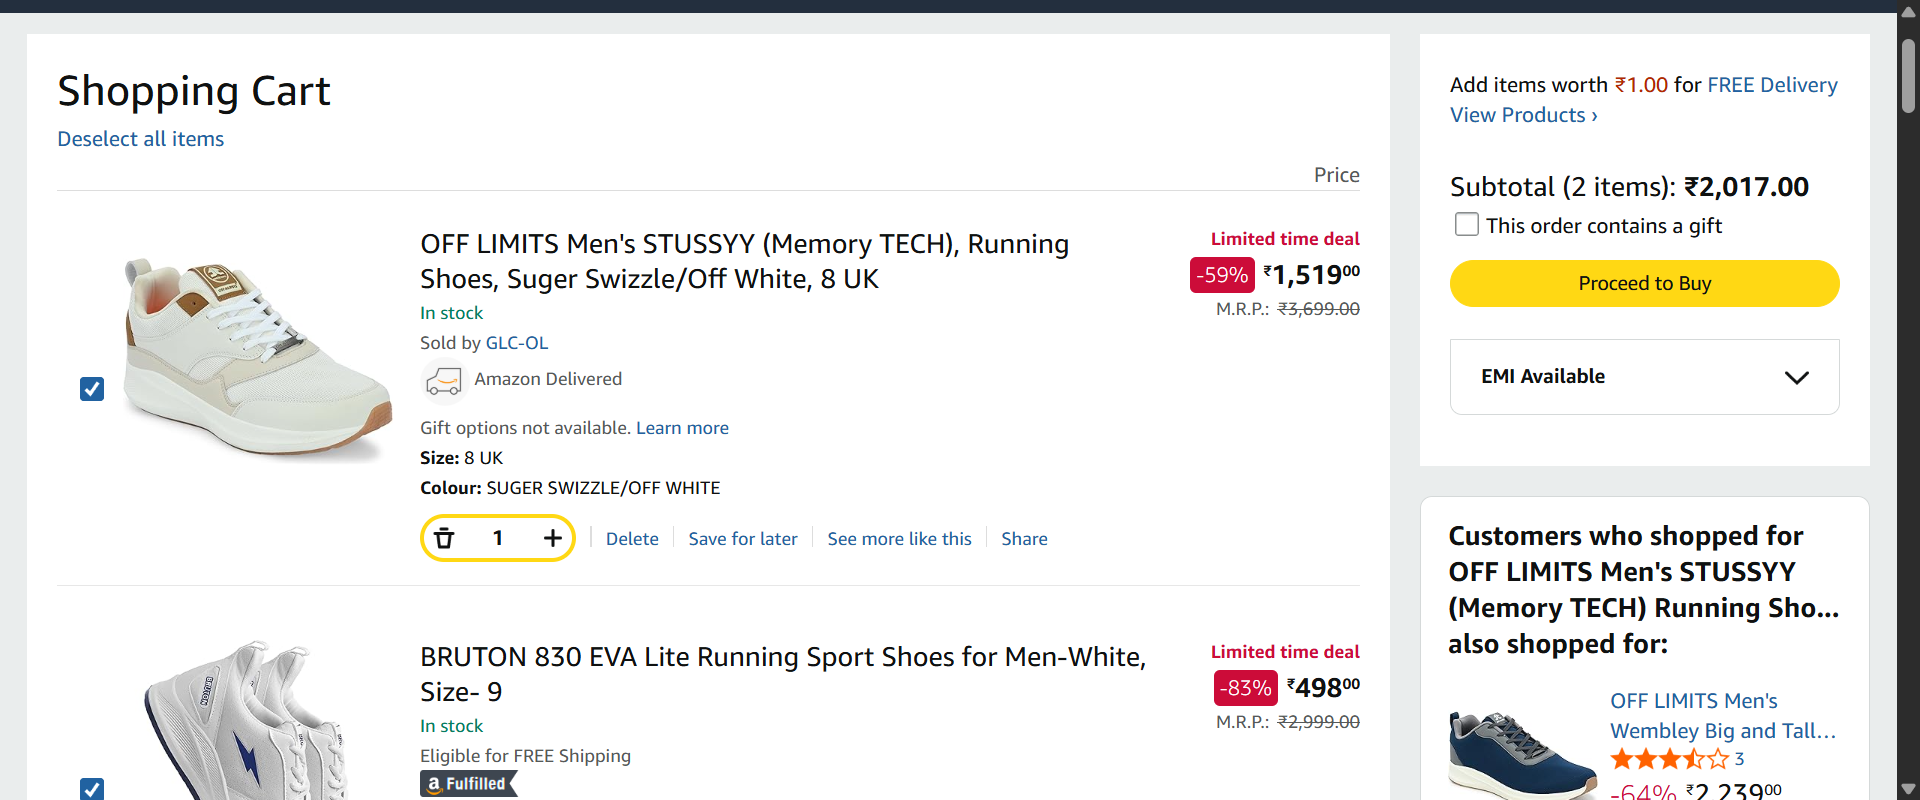 Shopping Cart
Deselect all items
Price
OFF LIMITS Men's STUSSYY (Memory TECH), Running
Shoes, Suger Swizzle/Off White, 8 UK
In stock
Sold by GLC-OL
Amazon Delivered
Gift options not available. Learn more
Size: 8 UK
Colour: SUGER SWIZZLE/OFF WHITE
1
Delete
Save for later
See more like this
Share
Limited time deal
-59% ₹1,519.00
M.R.P.: ₹3,699.00
BRUTON 830 EVA Lite Running Sport Shoes for Men-White,
Size- 9
In stock
Eligible for FREE Shipping
a Fulfilled
BRUTON
Limited time deal
-83% ₹498.00
M.R.P.: ₹2,999.00
Add items worth ₹1.00 for FREE Delivery
View Products ›
Subtotal (2 items): ₹2,017.00
This order contains a gift
Proceed to Buy
EMI Available
Customers who shopped for
OFF LIMITS Men's STUSSYY
(Memory TECH) Running Sho...
also shopped for:
OFF LIMITS Men's
Wembley Big and Tall...
3
-64% ₹2,239.00